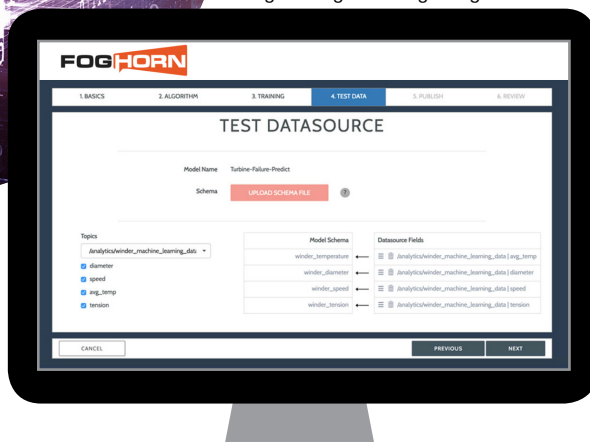 FOGHORN
1. BASICS 2. ALGORITHM 3. TRAINING 4. TEST DATA 5. PUBLISH 6. REVIEW
TEST DATASOURCE
Model Name Turbine-Failure-Predict
Schema UPLOAD SCHEMA FILE ?
Topics
/analytics/winder_machine_learning_data
diameter
speed
avg_temp
tension
Model Schema Datasource Fields
winder_temperature ← /analytics/winder_machine_learning_data | avg_temp
winder_diameter ← /analytics/winder_machine_learning_data | diameter
winder_speed ← /analytics/winder_machine_learning_data | speed
winder_tension ← /analytics/winder_machine_learning_data | tension
CANCEL PREVIOUS NEXT